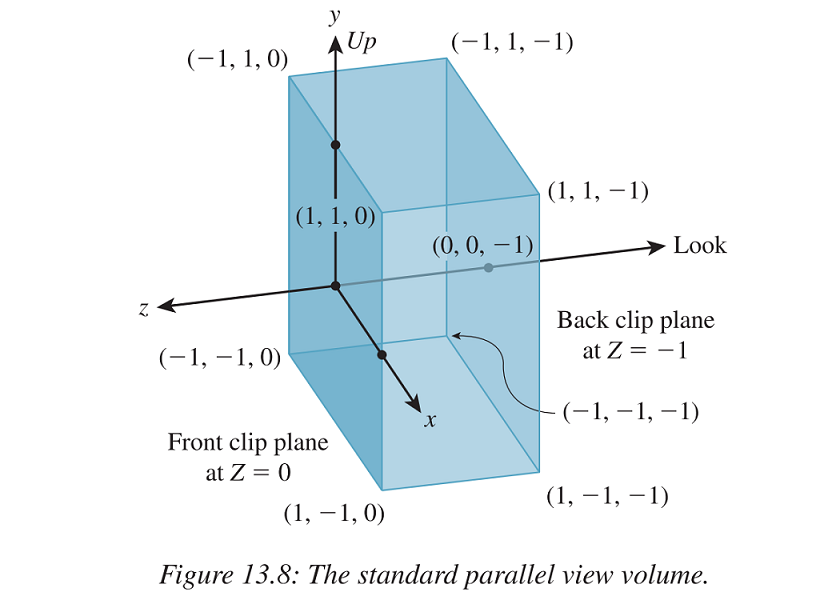 y
Up
(−1, 1, 0)
(−1, 1, −1)
(1, 1, −1)
(1, 1, 0)
(0, 0, −1)
Look
z
Back clip plane
at Z = −1
(−1, −1, 0)
(−1, −1, −1)
x
Front clip plane
at Z = 0
(1, −1, −1)
(1, −1, 0)
Figure 13.8: The standard parallel view volume.